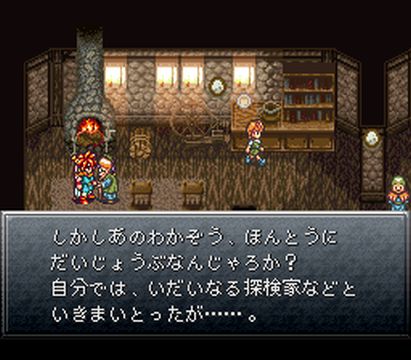 しかしあのわかぞう、ほんとうに
だいじょうぶなんじゃろか？
自分では、いだいなる探検家などと
いきまいとったが……。